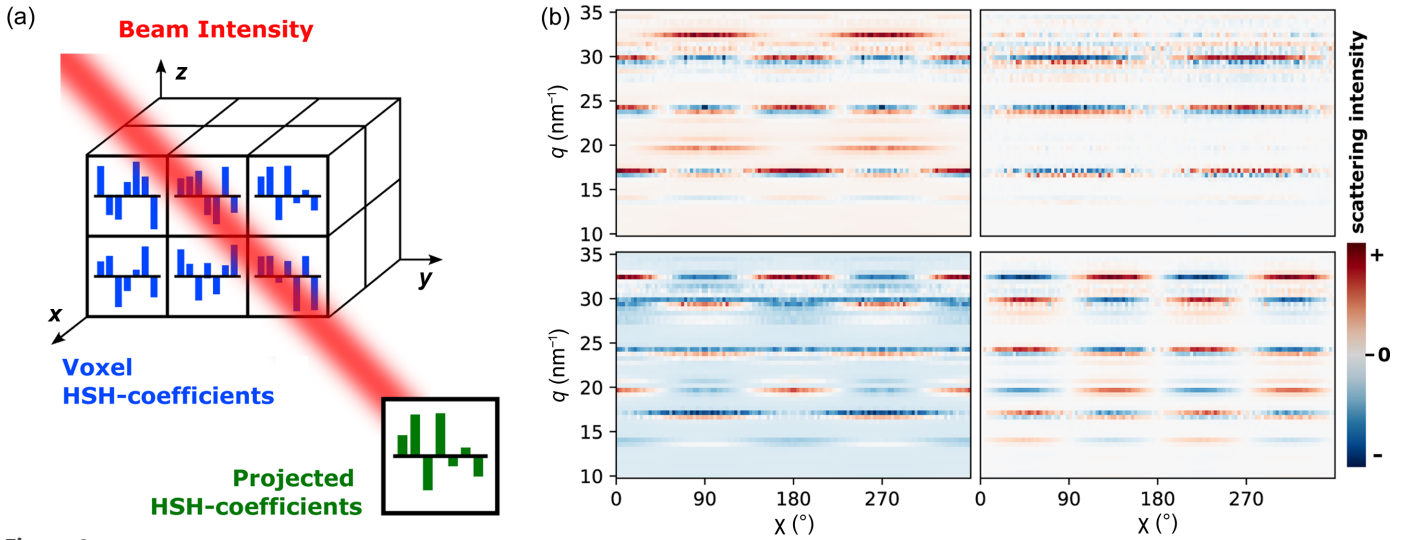 (a)
Beam Intensity
z
y
x
Voxel
HSH-coefficients
Projected
HSH-coefficients
(b)
35
30
25
20
15
10
q (nm⁻¹)
35
30
25
20
15
10
q (nm⁻¹)
0 90 180 270
χ (°)
0 90 180 270
χ (°)
scattering intensity
+
0
-